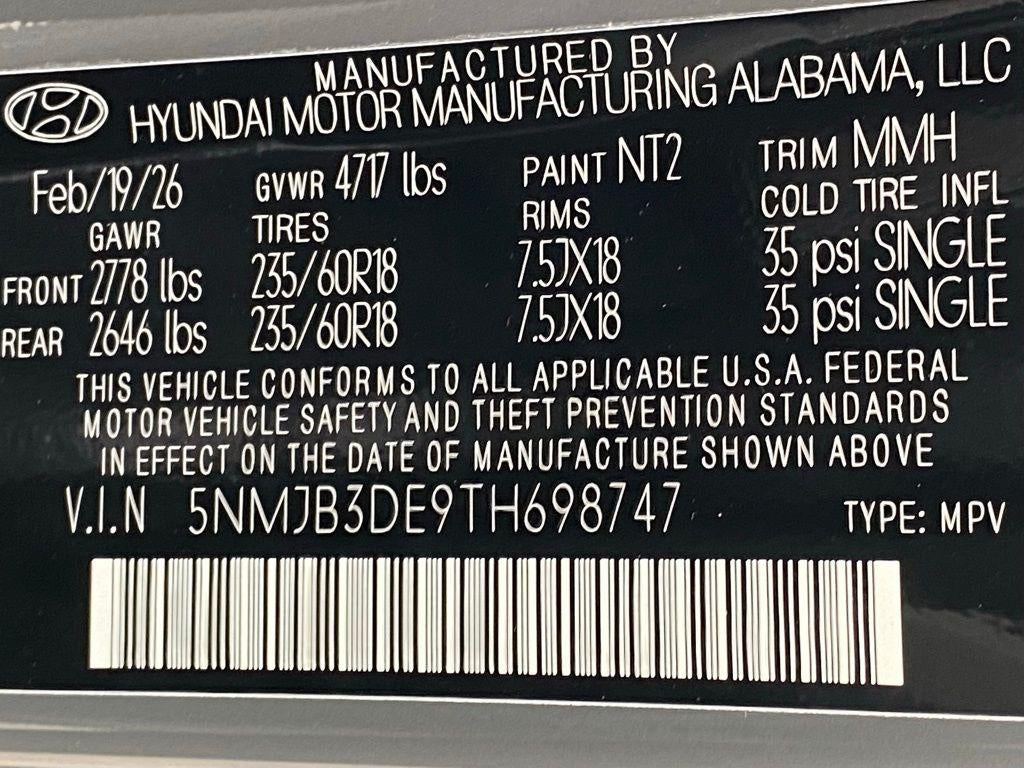 MANUFACTURED BY
HYUNDAI MOTOR MANUFACTURING ALABAMA, LLC
Feb/19/26 GVWR 4717 lbs PAINT NT2 TRIM MMH
GAWR TIRES RIMS COLD TIRE INFL
FRONT 2778 lbs 235/60R18 7.5JX18 35 psi SINGLE
REAR 2646 lbs 235/60R18 7.5JX18 35 psi SINGLE
THIS VEHICLE CONFORMS TO ALL APPLICABLE U.S.A. FEDERAL
MOTOR VEHICLE SAFETY AND THEFT PREVENTION STANDARDS
IN EFFECT ON THE DATE OF MANUFACTURE SHOWN ABOVE
V.I.N 5NMJB3DE9TH698747 TYPE: MPV